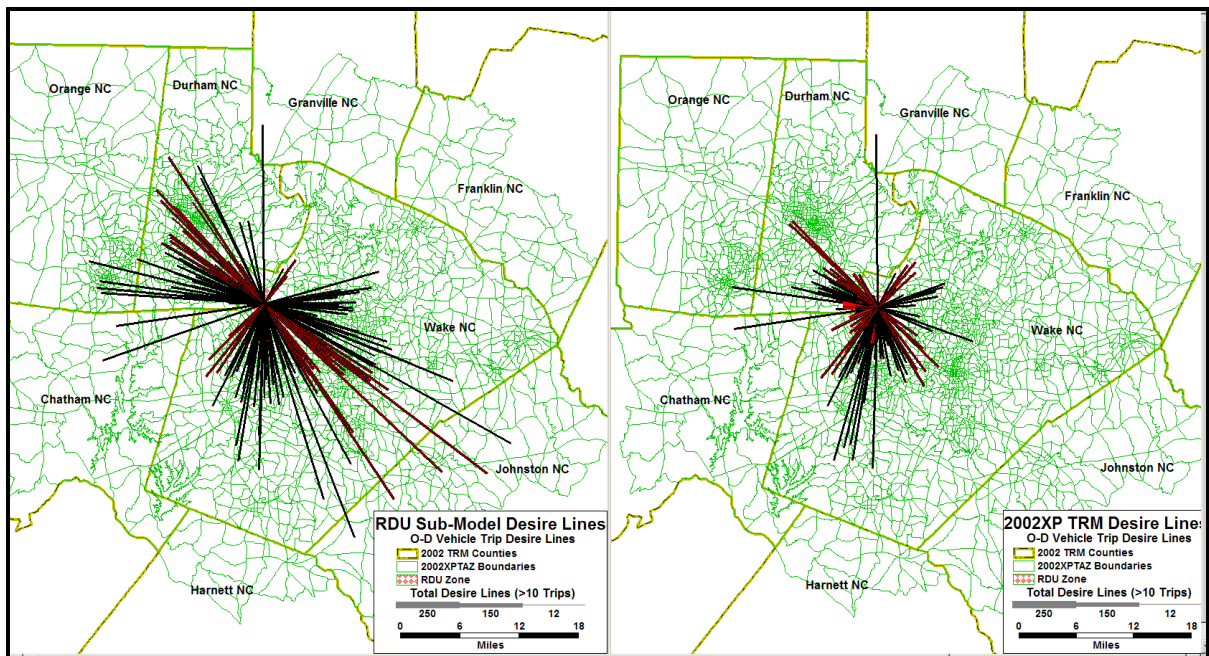 Orange NC
Durham NC
Granville NC
Franklin NC
Wake NC
Chatham NC
Johnston NC
Harnett NC
RDU Sub-Model Desire Lines
O-D Vehicle Trip Desire Lines
2002 TRM Counties
2002XPTAZ Boundaries
RDU Zone
Total Desire Lines (>10 Trips)
250 150 12
0 6 12 18
Miles
Orange NC
Durham NC
Granville NC
Franklin NC
Wake NC
Chatham NC
Johnston NC
Harnett NC
2002XP TRM Desire Lines
O-D Vehicle Trip Desire Lines
2002 TRM Counties
2002XPTAZ Boundaries
RDU Zone
Total Desire Lines (>10 Trips)
250 150 12
0 6 12 18
Miles